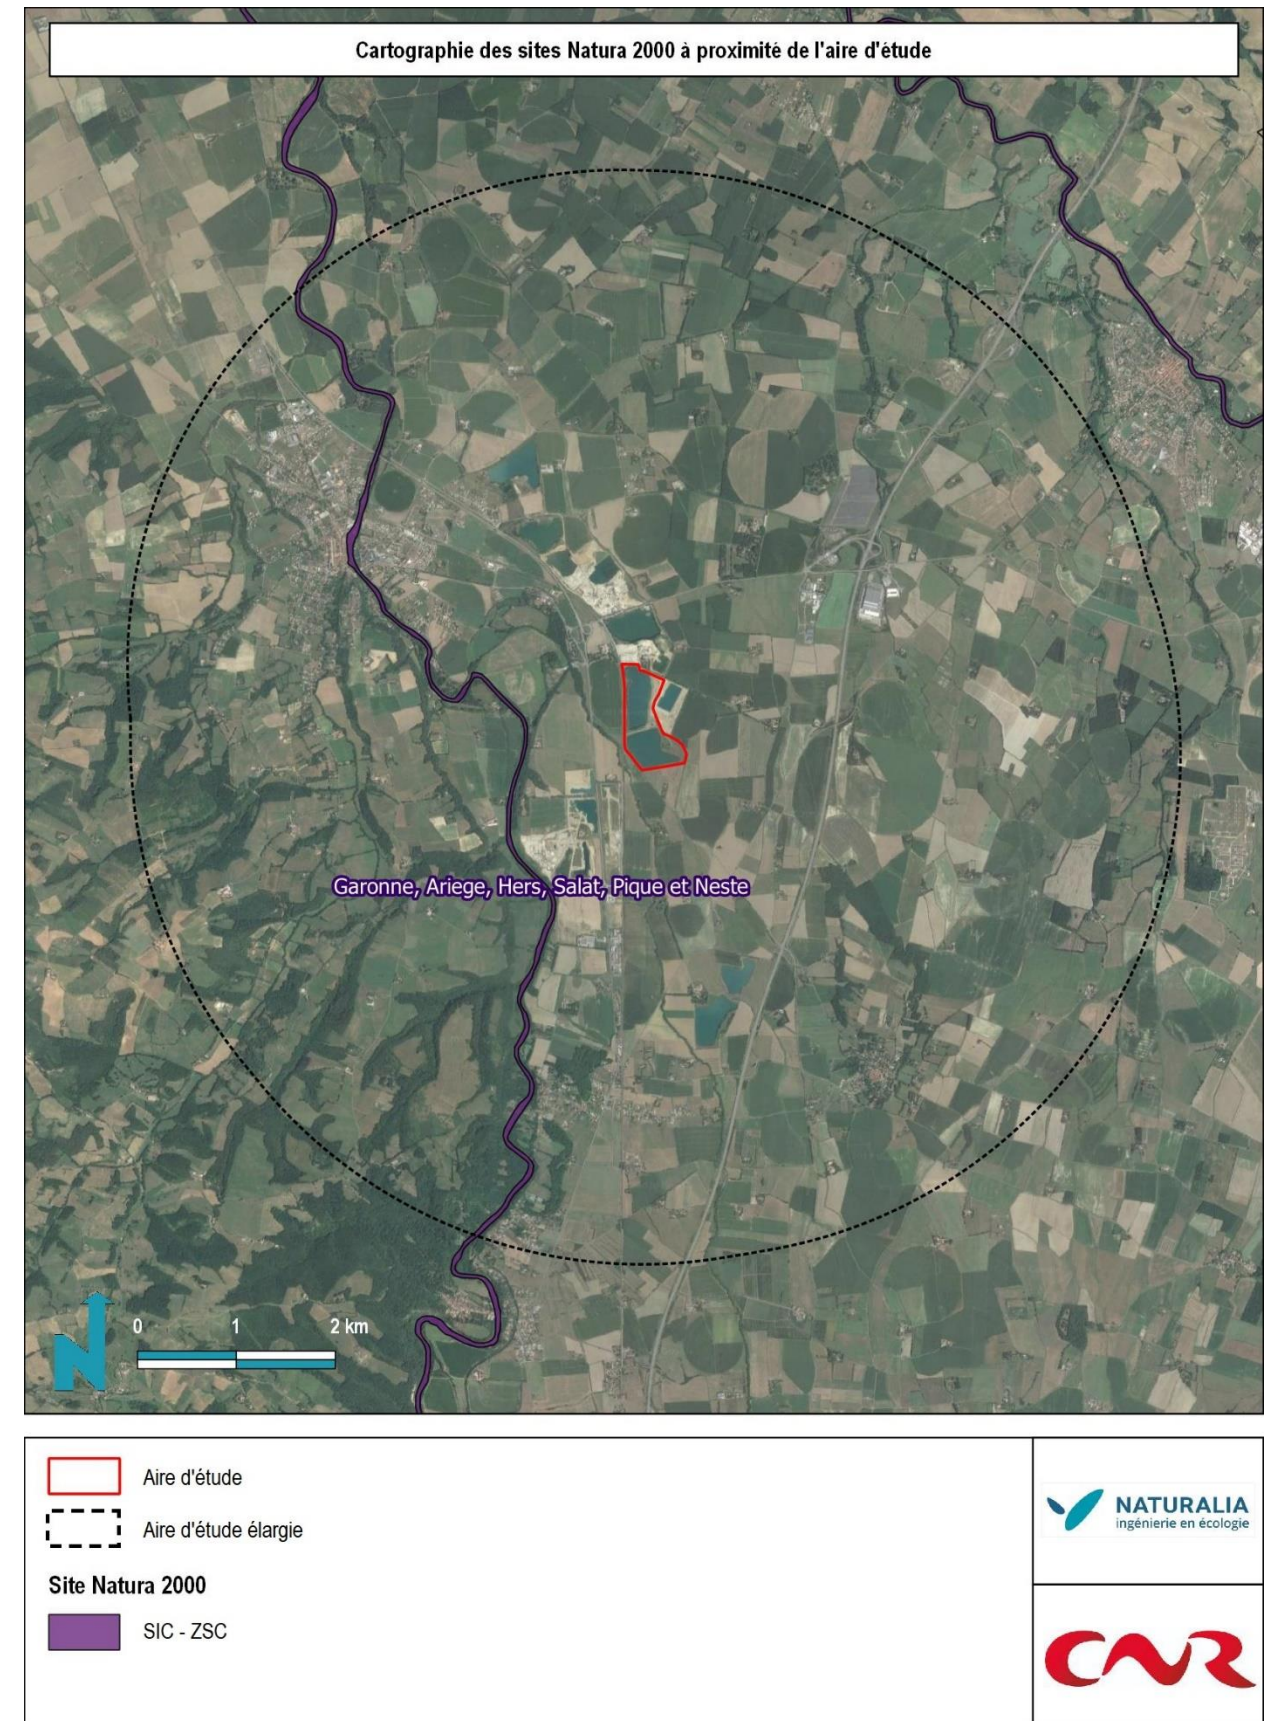 Cartographie des sites Natura 2000 à proximité de l'aire d'étude
Garonne, Ariege, Hers, Salat, Pique et Neste
N
0 1 2 km
Aire d'étude
Aire d'étude élargie
Site Natura 2000
SIC - ZSC
NATURALIA
ingénierie en écologie
CNR